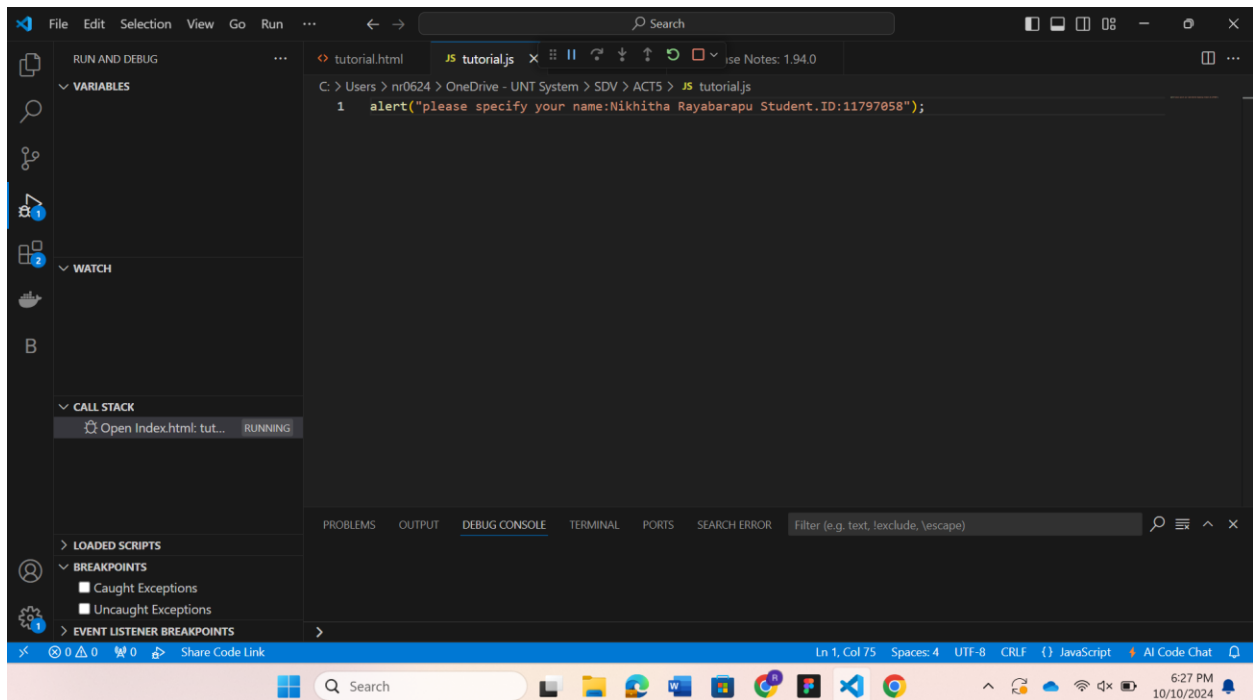 File Edit Selection View Go Run ··· Search
RUN AND DEBUG ···
tutorial.html JS tutorial.js Notes: 1.94.0
VARIABLES
C: > Users > nr0624 > OneDrive - UNT System > SDV > ACT5 > JS tutorial.js
1 alert("please specify your name:Nikhitha Rayabarapu Student.ID:11797058");
1
2
WATCH
B
CALL STACK
Open Index.html: tut... RUNNING
PROBLEMS OUTPUT DEBUG CONSOLE TERMINAL PORTS SEARCH ERROR Filter (e.g. text, !exclude, \escape)
LOADED SCRIPTS
BREAKPOINTS
Caught Exceptions
Uncaught Exceptions
1
EVENT LISTENER BREAKPOINTS
>
0 0 0 Share Code Link Ln 1, Col 75 Spaces: 4 UTF-8 CRLF {} JavaScript AI Code Chat
Search 6:27 PM
10/10/2024